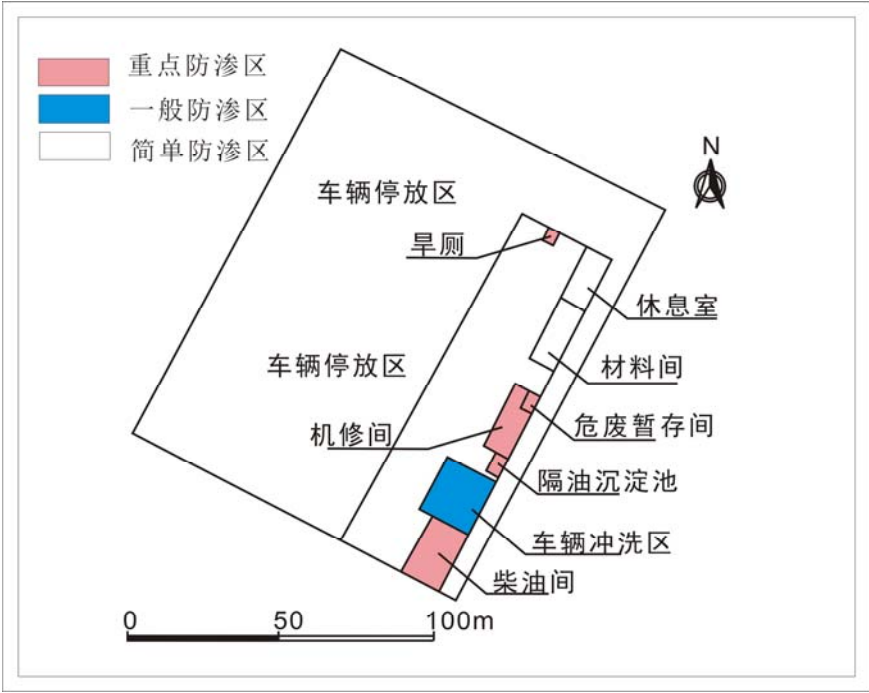 重点防渗区
一般防渗区
简单防渗区
N
车辆停放区
旱厕
休息室
车辆停放区
材料间
机修间
危废暂存间
隔油沉淀池
车辆冲洗区
柴油间
0 50 100m